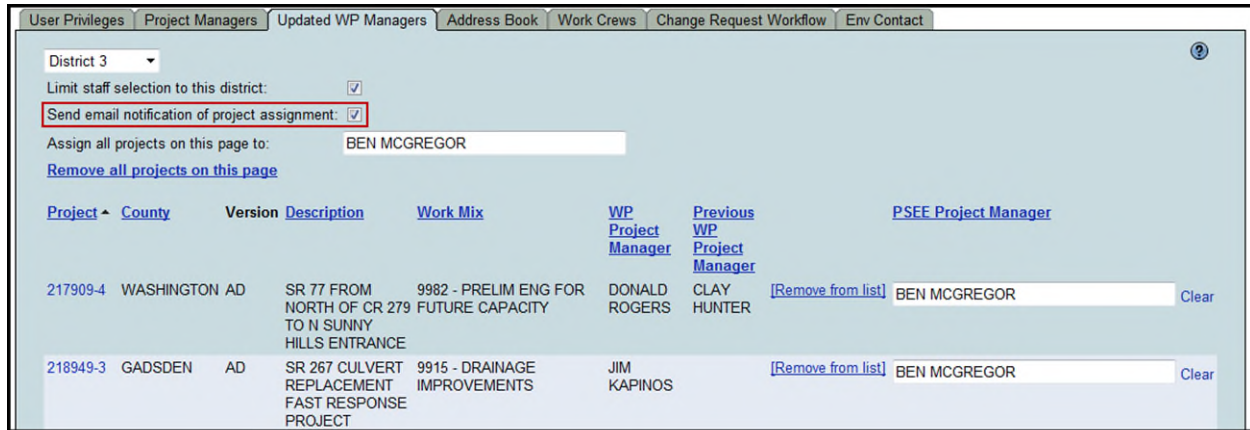 User Privileges Project Managers Updated WP Managers Address Book Work Crews Change Request Workflow Env Contact
District 3 ?
Limit staff selection to this district:
Send email notification of project assignment:
Assign all projects on this page to: BEN MCGREGOR
Remove all projects on this page
Project County Version Description Work Mix WP Project Manager Previous WP Project Manager PSEE Project Manager
217909-4 WASHINGTON AD SR 77 FROM NORTH OF CR 279 TO N SUNNY HILLS ENTRANCE 9982 - PRELIM ENG FOR FUTURE CAPACITY DONALD ROGERS CLAY HUNTER [Remove from list] BEN MCGREGOR Clear
218949-3 GADSDEN AD SR 267 CULVERT REPLACEMENT FAST RESPONSE PROJECT 9915 - DRAINAGE IMPROVEMENTS JIM KAPINOS [Remove from list] BEN MCGREGOR Clear